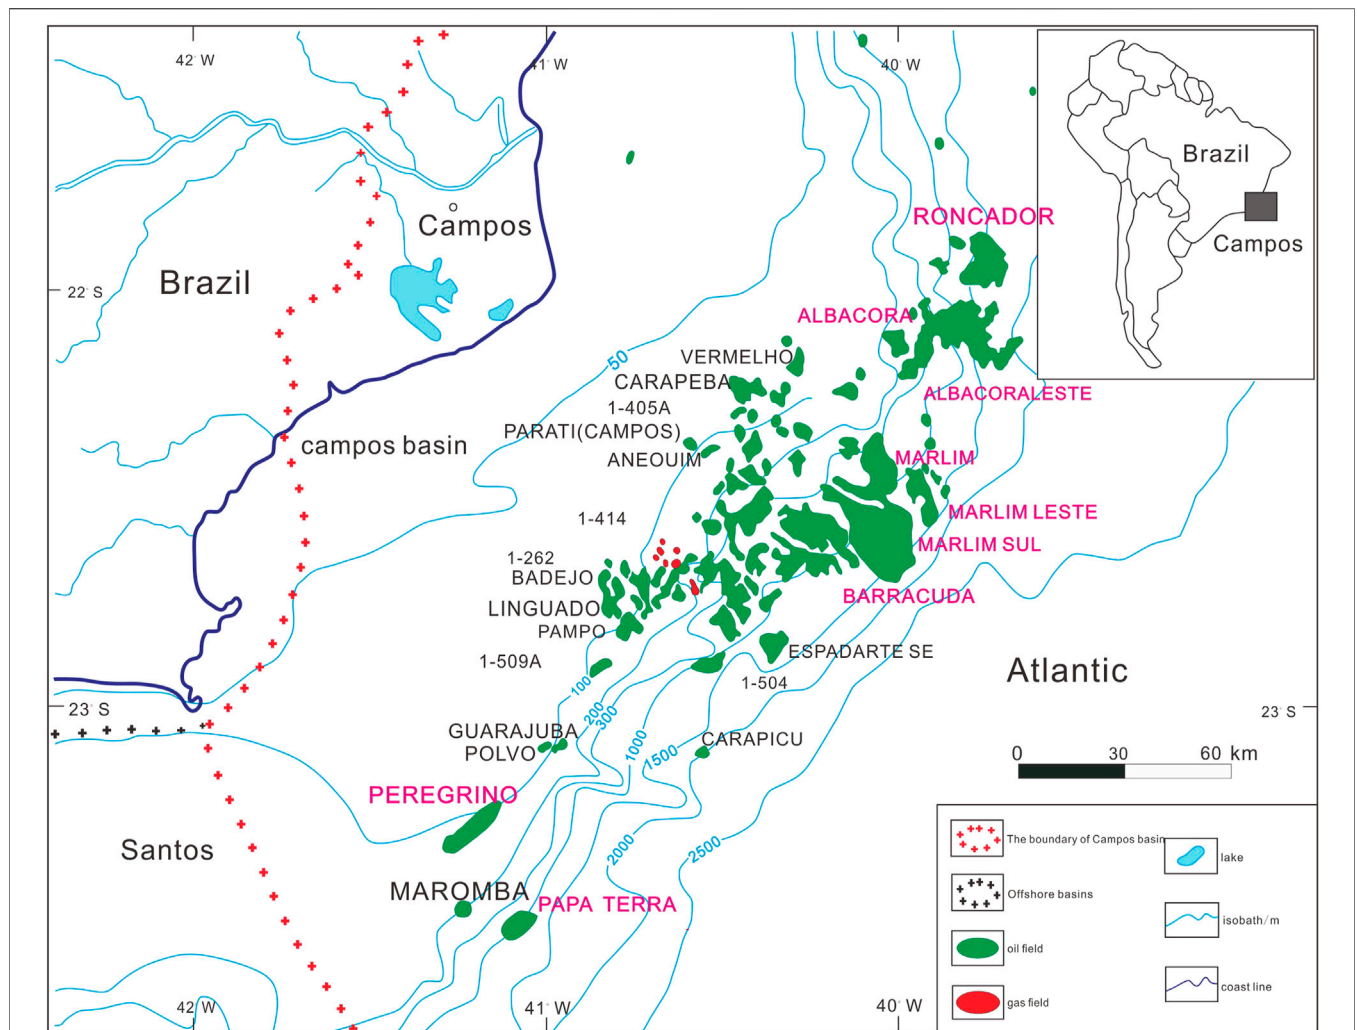 42° W
41° W
40° W
Brazil
Campos
RONCADOR
Campos
Brazil
22° S
ALBACORA
50
VERMELHO
CARAPEBA
ALBACORALESTE
1-405A
PARATI(CAMPOS)
campos basin
ANEOUIM
MARLIM
1-414
MARLIM LESTE
MARLIM SUL
1-262
BADEJO
BARRACUDA
LINGUADO
PAMPO
ESPADARTE SE
1-509A
Atlantic
100
1-504
23° S
200
300
23° S
GUARAJUBA
POLVO
1000
1500
CARAPICU
0 30 60 km
PEREGRINO
Santos
2000
2500
The boundary of Campos basin
lake
MAROMBA
PAPA TERRA
Offshore basins
isobath/m
oil field
coast line
gas field
42° W
41° W
40° W